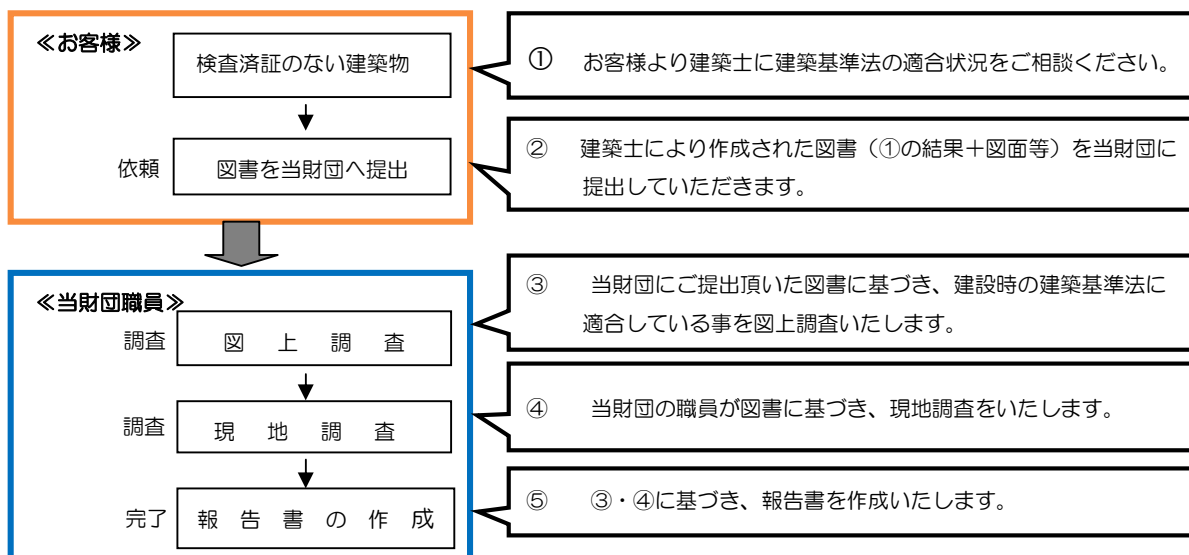 ≪お客様≫
検査済証のない建築物
① お客様より建築士に建築基準法の適合状況をご相談ください。
依頼 図書を当財団へ提出
② 建築士により作成された図書（①の結果＋図面等）を当財団に
提出していただきます。
≪当財団職員≫
調査 図上調査
③ 当財団にご提出頂いた図書に基づき、建設時の建築基準法に
適合している事を図上調査いたします。
調査 現地調査
④ 当財団の職員が図書に基づき、現地調査をいたします。
完了 報告書の作成
⑤ ③・④に基づき、報告書を作成いたします。